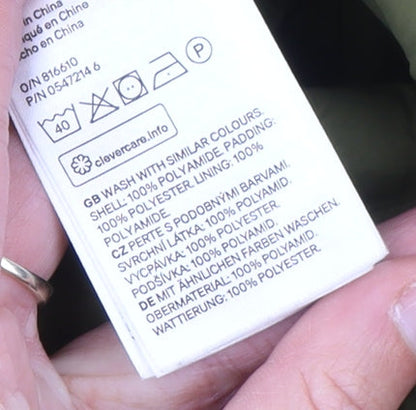 in China
qué en Chine
cho en China
O/N 816610
P/N 0547214 6
40
P
clevercare.info
GB WASH WITH SIMILAR COLOURS.
SHELL: 100% POLYAMIDE. PADDING:
100% POLYESTER. LINING: 100%
POLYAMIDE
CZ PERTE S PODOBNÝMI BARVAMI.
SVRCHNÍ LÁTKA: 100% POLYAMID.
VÝCPÁVKA: 100% POLYESTER.
PODŠÍVKA: 100% POLYAMID.
DE MIT ÄHNLICHEN FARBEN WASCHEN.
OBERMATERIAL: 100% POLYAMID.
WATTIERUNG: 100% POLYESTER.